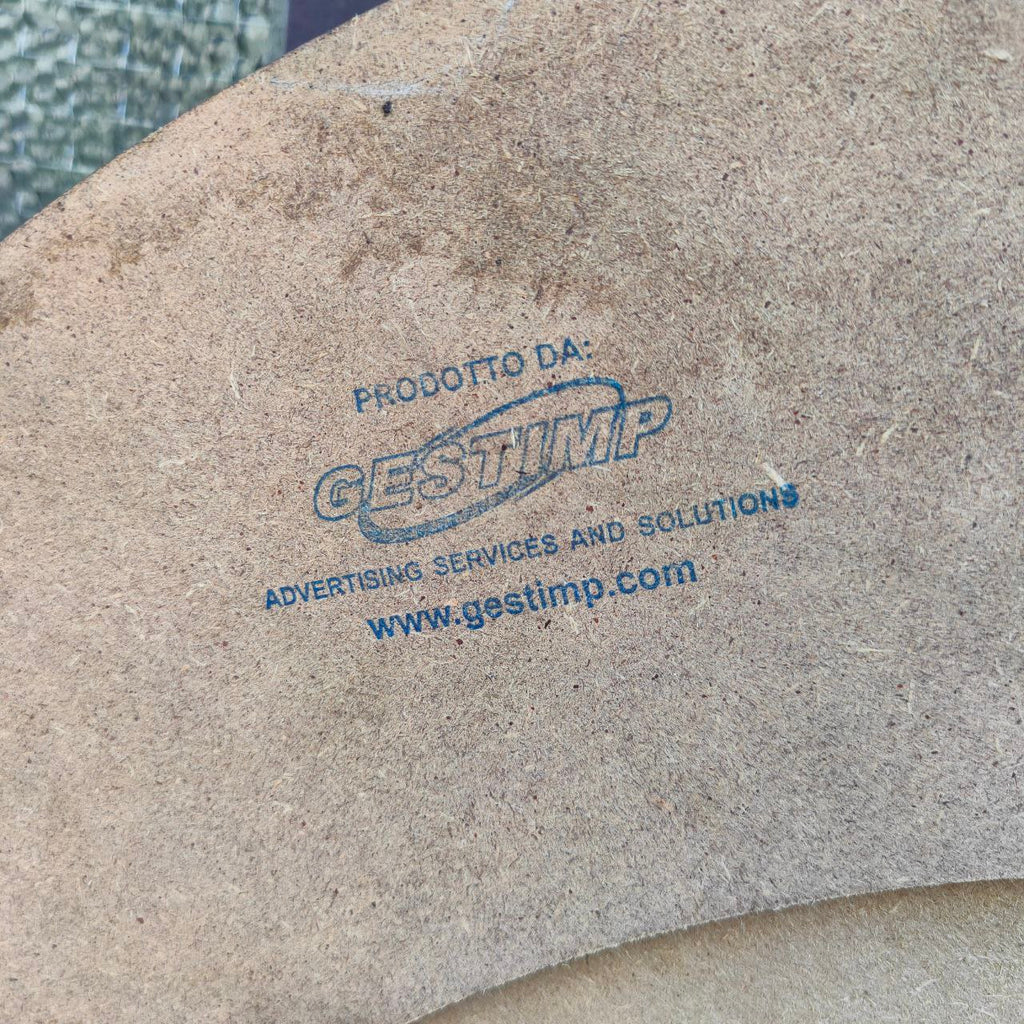 PRODOTTO DA:
GESTIMP
ADVERTISING SERVICES AND SOLUTIONS
www.gestimp.com